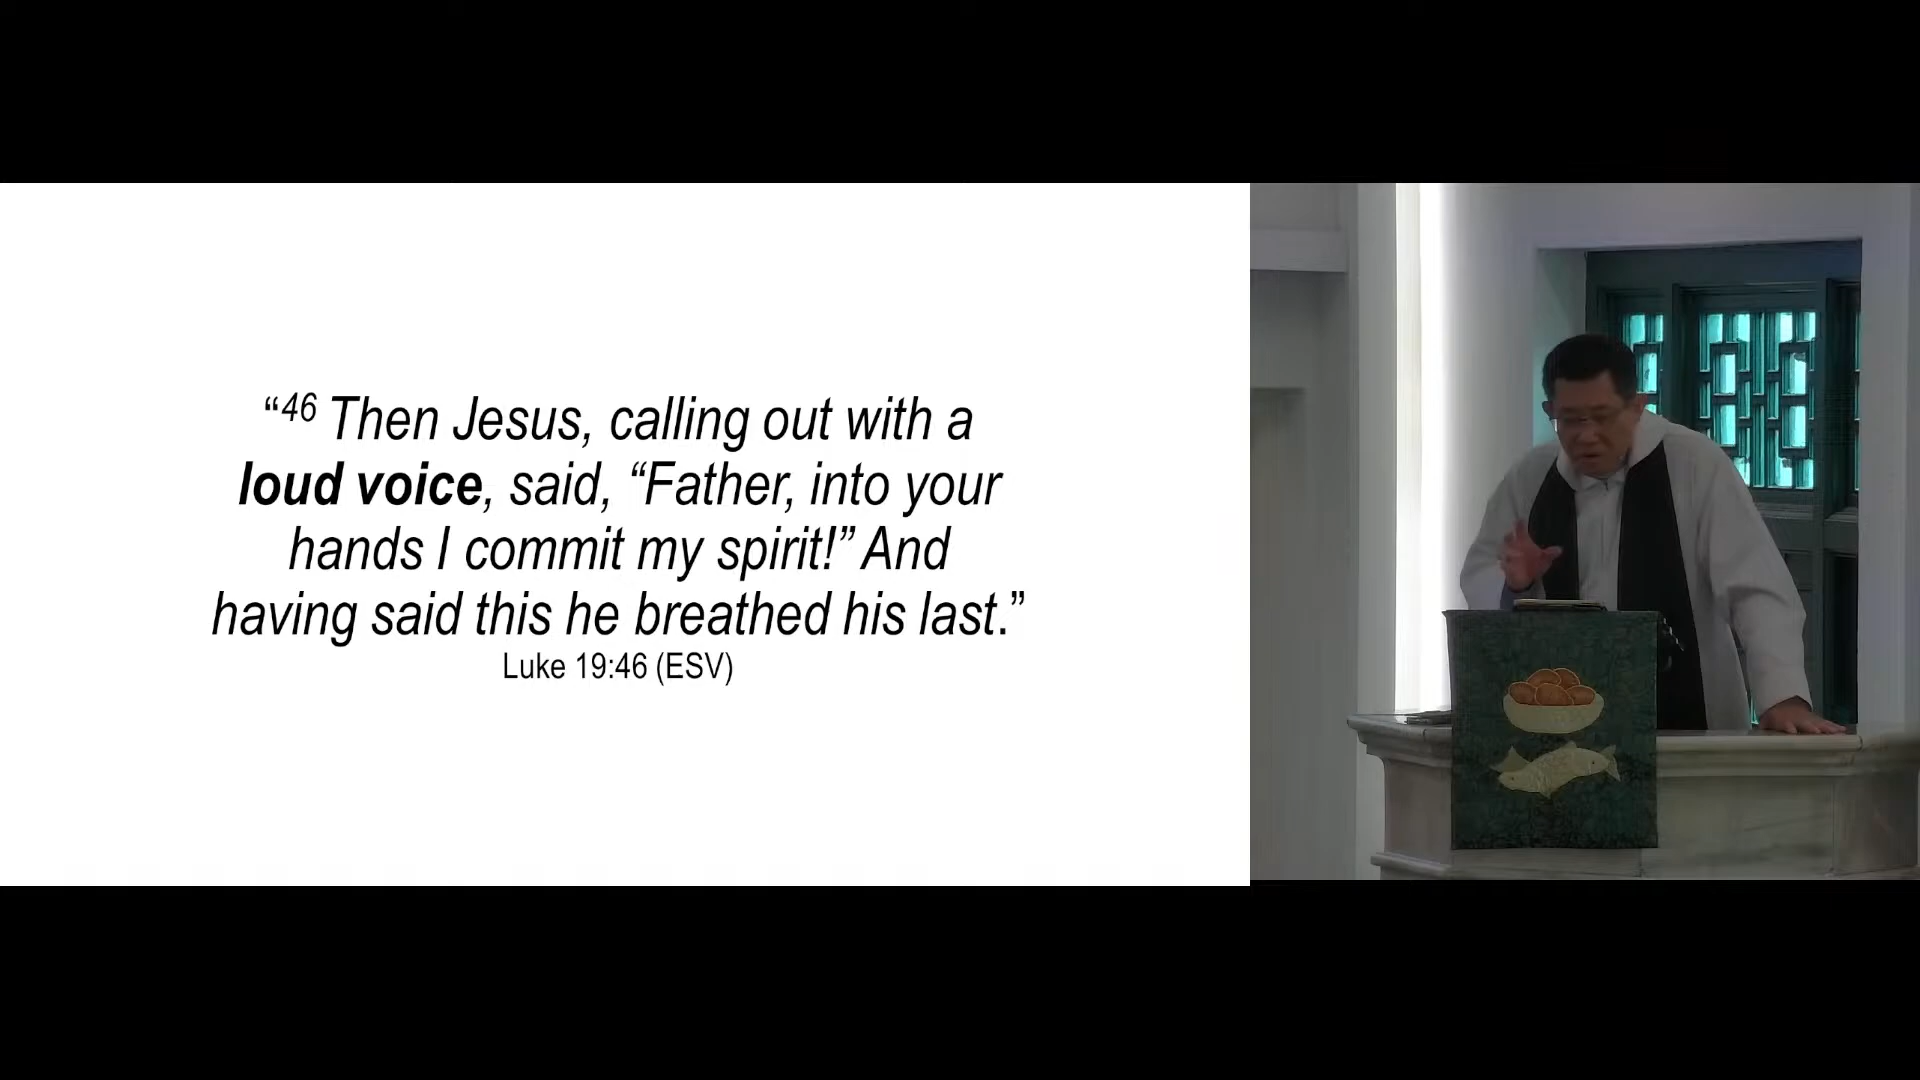 “46 Then Jesus, calling out with a
loud voice, said, “Father, into your
hands I commit my spirit!” And
having said this he breathed his last.”
Luke 19:46 (ESV)